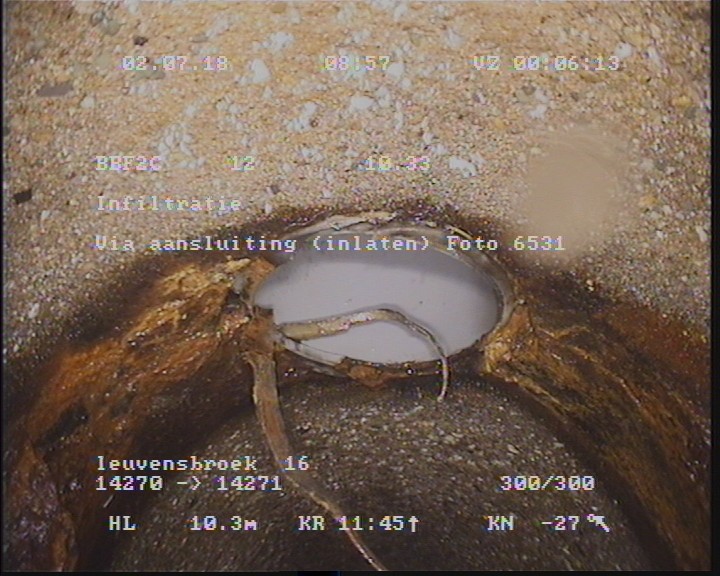 02.07.18 08:57 VZ 00:06:13
BBF2C 12 10.33
Infiltratie
Via aansluiting (inlaten) Foto 6531
leuvensbroek 16
14270 -> 14271 300/300
HL 10.3m KR 11:45↑ KN -27